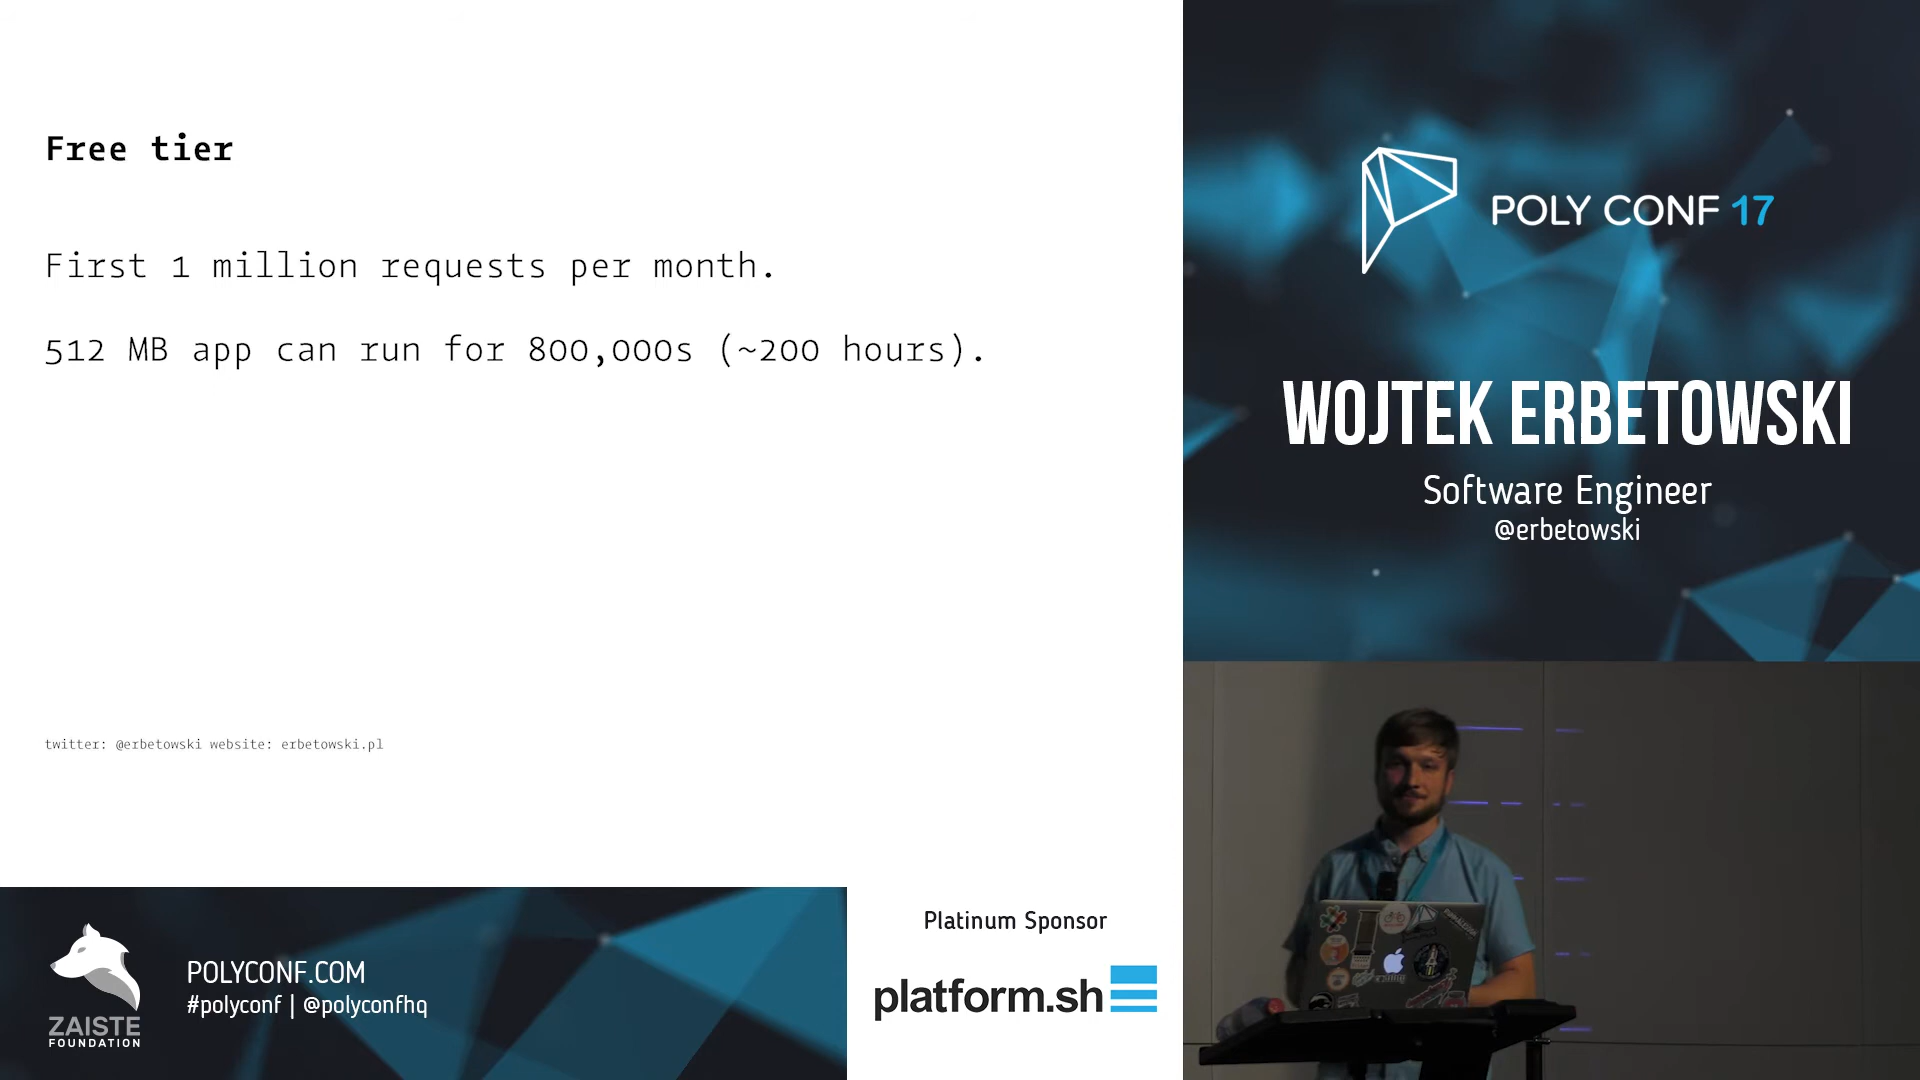 Free tier
First 1 million requests per month.
512 MB app can run for 800,000s (~200 hours).
twitter: @erbetowski website: erbetowski.pl
POLY CONF 17
WOJTEK ERBETOWSKI
Software Engineer
@erbetowski
ZAISTE
FOUNDATION
POLYCONF.COM
#polyconf | @polyconfhq
Platinum Sponsor
platform.sh